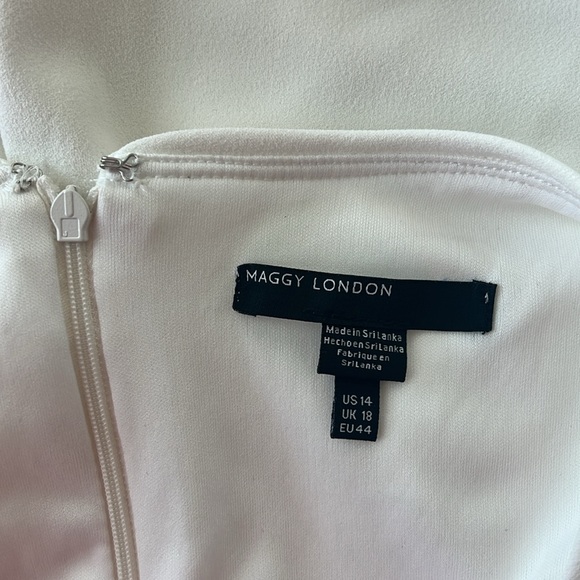 MAGGY LONDON
Made in Sri Lanka
Hecho en Sri Lanka
Fabrique en
Sri Lanka
US 14
UK 18
EU 44